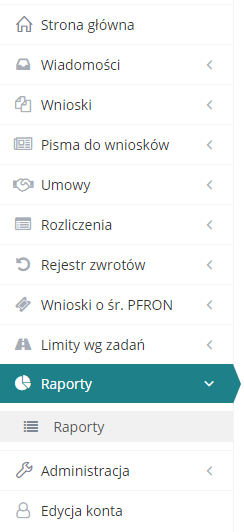 Strona główna
Wiadomości
Wnioski
Pisma do wniosków
Umowy
Rozliczenia
Rejestr zwrotów
Wnioski o śr. PFRON
Limity wg zadań
Raporty
Raporty
Administracja
Edycja konta